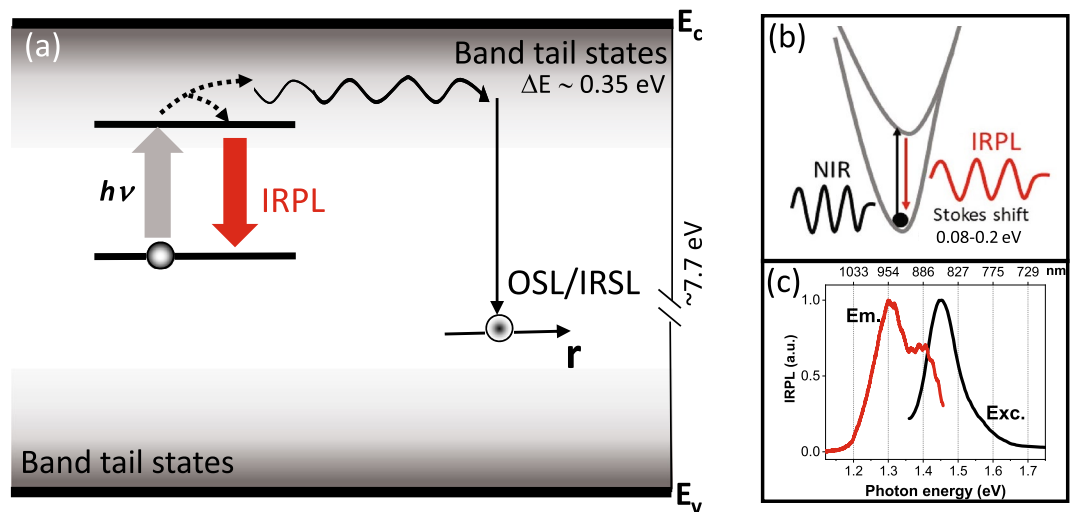 (a)
E_c
Band tail states
ΔE ~ 0.35 eV
hν
IRPL
~7.7 eV
OSL/IRSL
r
Band tail states
E_v
(b)
NIR
IRPL
Stokes shift
0.08-0.2 eV
(c)
1033 954 886 827 775 729 nm
1.0
Em.
0.5
IRPL (a.u.)
Exc.
0.0
1.2 1.3 1.4 1.5 1.6 1.7
Photon energy (eV)